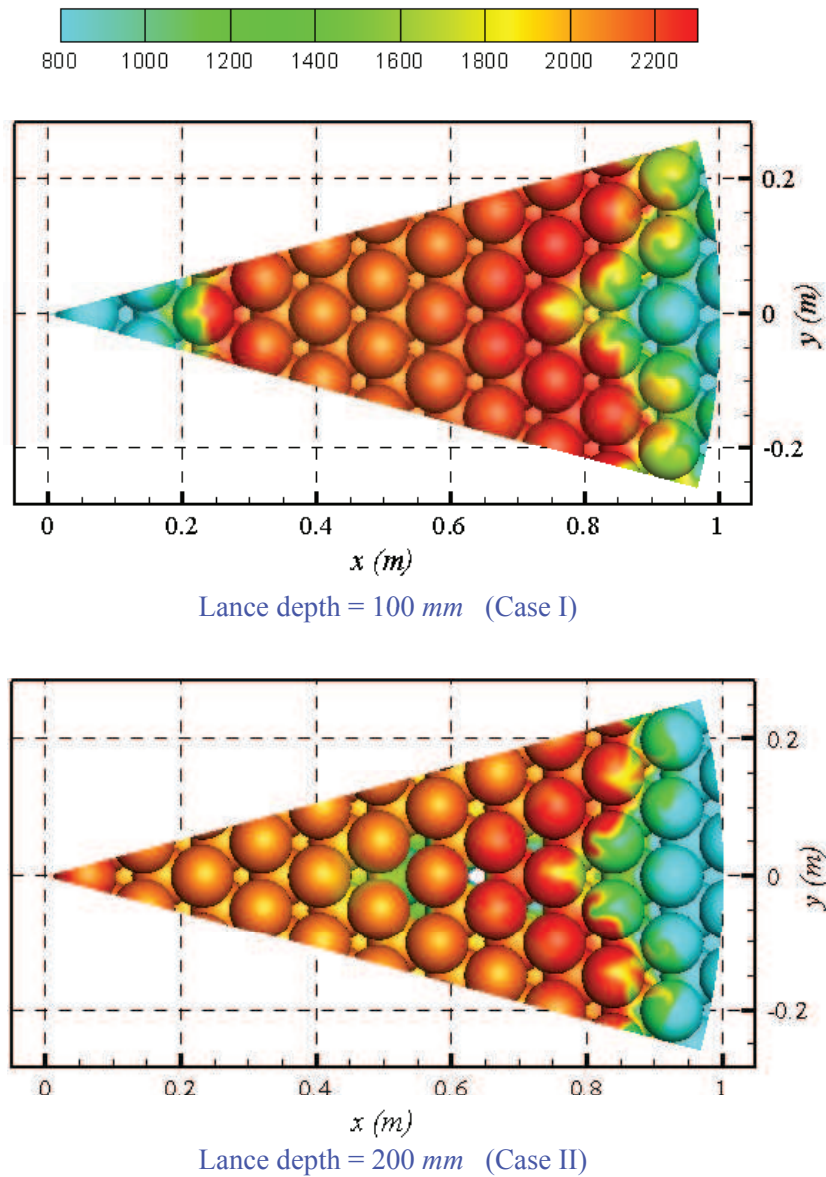 800 1000 1200 1400 1600 1800 2000 2200
0.2
0
-0.2
y (m)
0 0.2 0.4 0.6 0.8 1
x (m)
Lance depth = 100 mm (Case I)
0.2
0
-0.2
y (m)
0 0.2 0.4 0.6 0.8 1
x (m)
Lance depth = 200 mm (Case II)